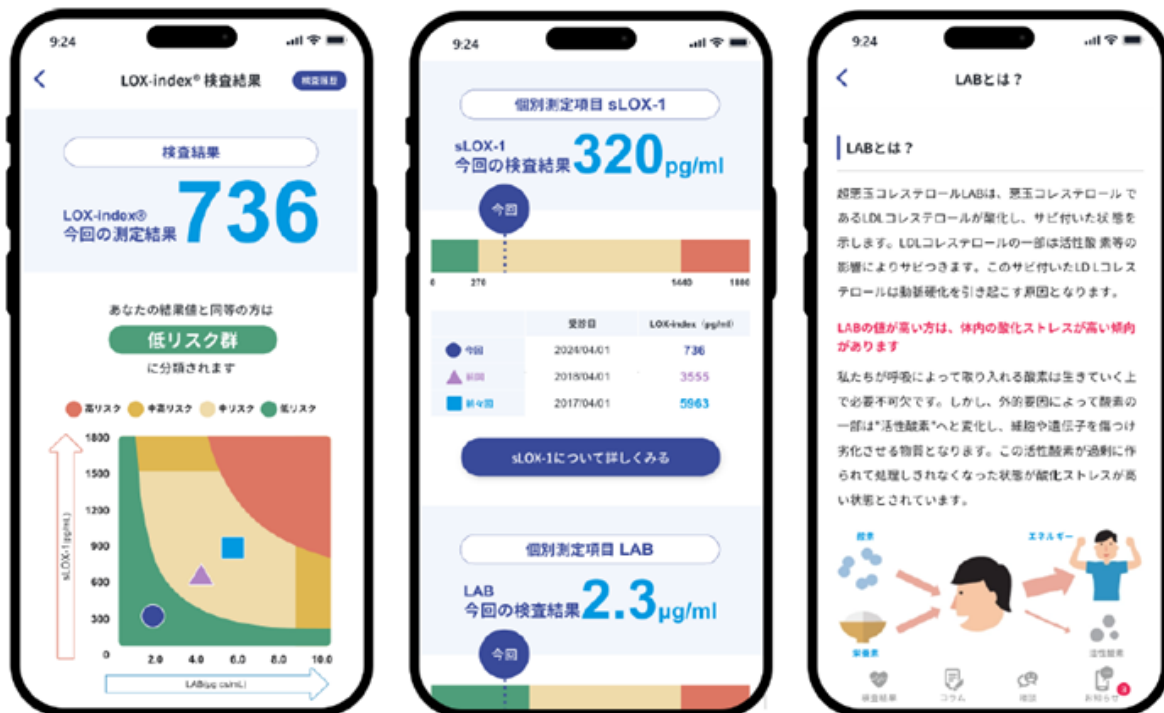 9:24
LOX-index® 検査結果
検査履歴
検査結果
LOX-index®
今回の測定結果 736
あなたの結果値と同等の方は
低リスク群
に分類されます
高リスク 中高リスク 中リスク 低リスク
sLOX-1(pg/mL)
1800
1500
1200
900
600
300
0
2.0 4.0 6.0 8.0 10.0
9:24
個別測定項目 sLOX-1
sLOX-1
今回の検査結果 320 pg/ml
今回
0 270 1440 1800
受診日 LOX-index (pg/ml)
今回 2024/04/01 736
前回 2018/04/01 3555
前々回 2017/04/01 5963
sLOX-1について詳しくみる
個別測定項目 LAB
LAB
今回の検査結果 2.3 μg/ml
今回
9:24
LABとは？
LABとは？
超悪玉コレステロールLABは、悪玉コレステロールで
あるLDLコレステロールが酸化し、サビ付いた状態を
示します。LDLコレステロールの一部は活性酸素等の
影響によりサビつきます。このサビ付いたLDLコレス
テロールは動脈硬化を引き起こす原因となります。
LABの値が高い方は、体内の酸化ストレスが高い傾向
があります
私たちが呼吸によって取り入れる酸素は生きていく上
で必要不可欠です。しかし、外的要因によって酸素の
一部は"活性酸素"へと変化し、細胞や遺伝子を傷つけ
劣化させる物質となります。この活性酸素が過剰に作
られて処理しきれなくなった状態が酸化ストレスが高
い状態とされています。
酸素 エネルギー
栄養素 活性酸素
検査結果 コラム 相談 お知らせ